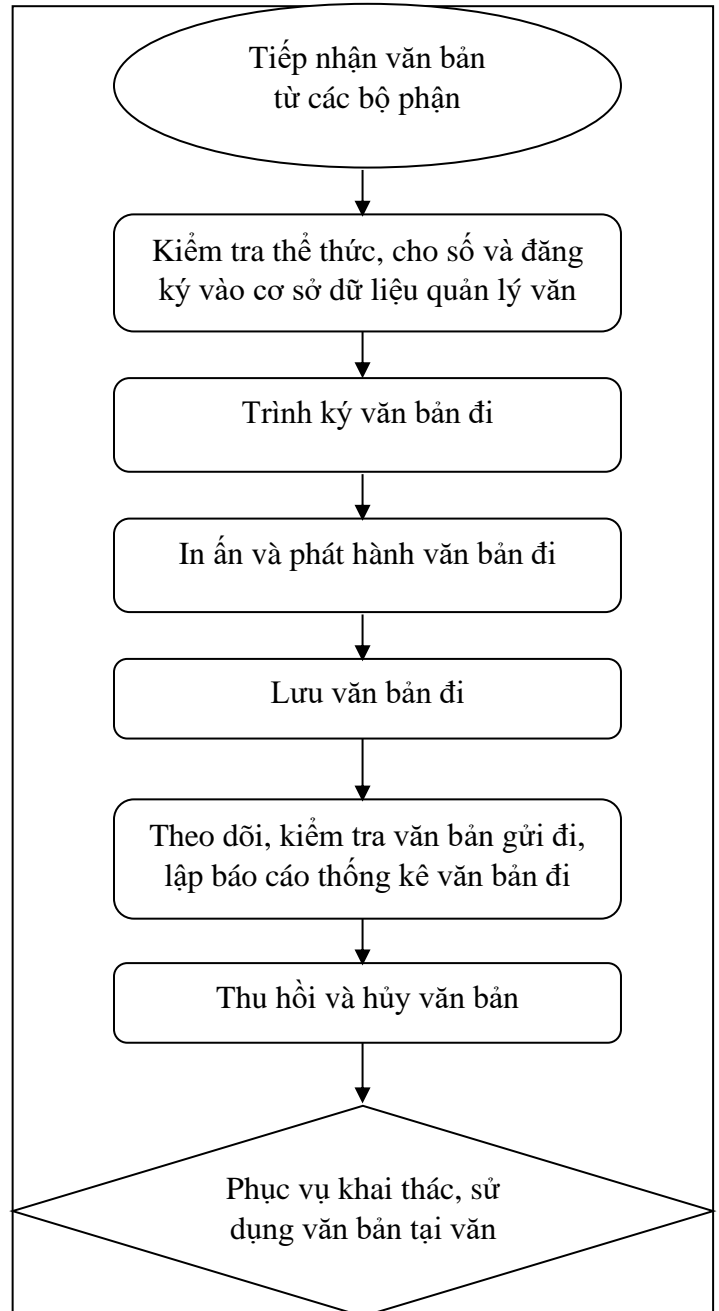 Tiếp nhận văn bản
từ các bộ phận
Kiểm tra thể thức, cho số và đăng
ký vào cơ sở dữ liệu quản lý văn
Trình ký văn bản đi
In ấn và phát hành văn bản đi
Lưu văn bản đi
Theo dõi, kiểm tra văn bản gửi đi,
lập báo cáo thống kê văn bản đi
Thu hồi và hủy văn bản
Phục vụ khai thác, sử
dụng văn bản tại văn